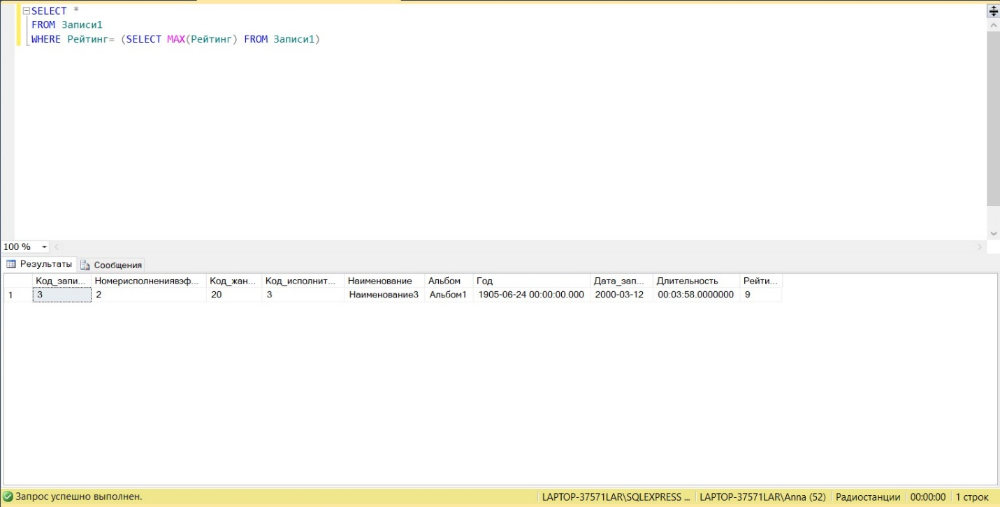 SELECT *
FROM Записи1
WHERE Рейтинг= (SELECT MAX(Рейтинг) FROM Записи1)
100 %
Результаты Сообщения
Код_запи... Номерисполнениявэф... Код_жан... Код_исполнит... Наименование Альбом Год Дата_зап... Длительность Рейти...
1 3 2 20 3 Наименование3 Альбом1 1905-06-24 00:00:00.000 2000-03-12 00:03:58.0000000 9
Запрос успешно выполнен. LAPTOP-37571LAR\SQLEXPRESS ... LAPTOP-37571LAR\Anna (52) Радиостанции 00:00:00 1 строк